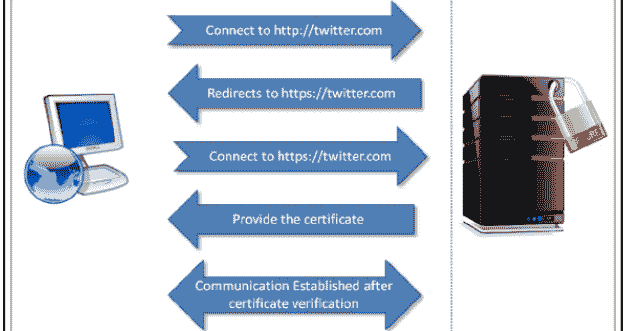 Connect to http://twitter.com
Redirects to https://twitter.com
Connect to https://twitter.com
Provide the certificate
Communication Established after
certificate verification